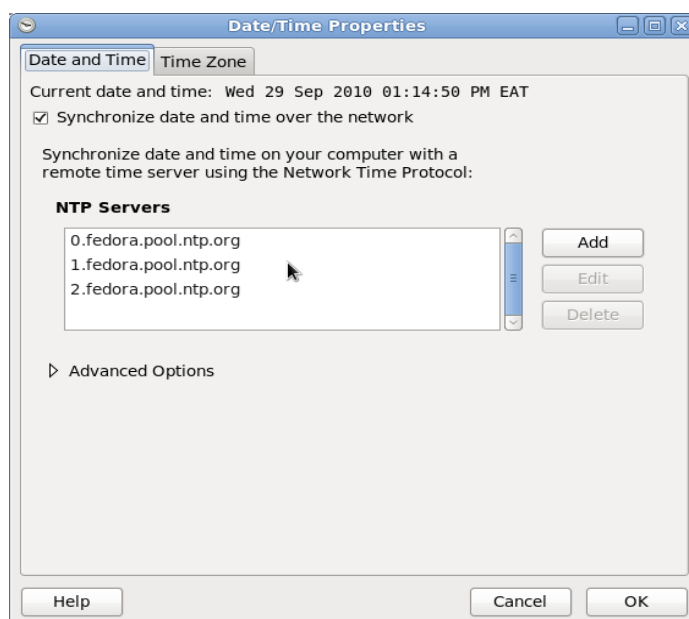 Date/Time Properties
Date and Time Time Zone
Current date and time: Wed 29 Sep 2010 01:14:50 PM EAT
Synchronize date and time over the network
Synchronize date and time on your computer with a
remote time server using the Network Time Protocol:
NTP Servers
0.fedora.pool.ntp.org
1.fedora.pool.ntp.org
2.fedora.pool.ntp.org
Add
Edit
Delete
Advanced Options
Help Cancel OK